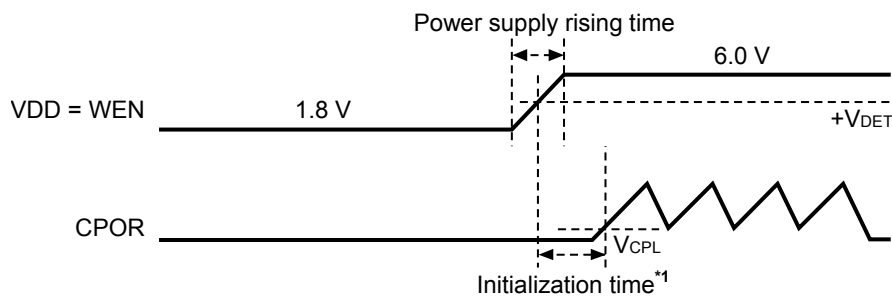 Power supply rising time
6.0 V
VDD = WEN
1.8 V
+VDET
CPOR
VCPL
Initialization time*1